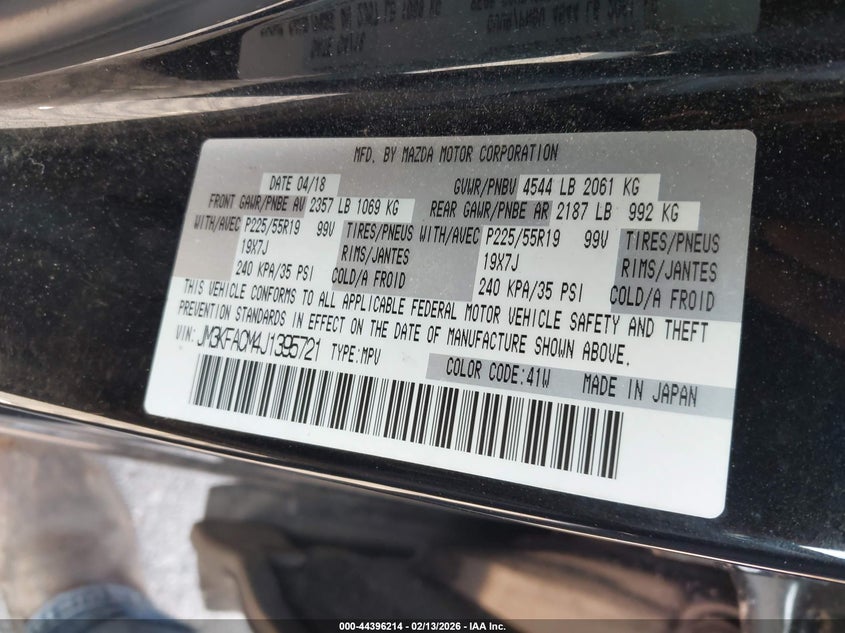 MFD. BY MAZDA MOTOR CORPORATION
DATE 04/18 GVWR/PNBV 4544 LB 2061 KG
FRONT GAWR/PNBE AV 2357 LB 1069 KG REAR GAWR/PNBE AR 2187 LB 992 KG
WITH/AVEC P225/55R19 99V TIRES/PNEUS WITH/AVEC P225/55R19 99V TIRES/PNEUS
19X7J RIMS/JANTES 19X7J RIMS/JANTES
240 KPA/35 PSI COLD/A FROID 240 KPA/35 PSI COLD/A FROID
THIS VEHICLE CONFORMS TO ALL APPLICABLE FEDERAL MOTOR VEHICLE SAFETY AND THEFT
PREVENTION STANDARDS IN EFFECT ON THE DATE OF MANUFACTURE SHOWN ABOVE.
VIN: JM3KFACM4J1395721 TYPE:MPV
COLOR CODE:41W MADE IN JAPAN
000-44396214 - 02/13/2026 - IAA Inc.